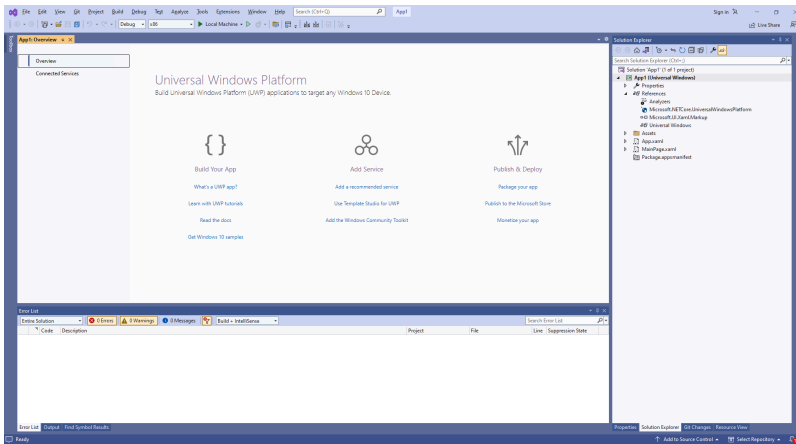 File Edit View Git Project Build Debug Test Analyze Tools Extensions Window Help Search (Ctrl+Q) App1 Sign in
Debug x86 Local Machine Live Share
Toolbox
App1: Overview
Overview
Connected Services
Universal Windows Platform
Build Universal Windows Platform (UWP) applications to target any Windows 10 Device.
{ }
Build Your App
What's a UWP app?
Learn with UWP tutorials
Read the docs
Get Windows 10 samples
Add Service
Add a recommended service
Use Template Studio for UWP
Add the Windows Community Toolkit
Publish & Deploy
Package your app
Publish to the Microsoft Store
Monetize your app
Solution Explorer
Search Solution Explorer (Ctrl+;)
Solution 'App1' (1 of 1 project)
App1 (Universal Windows)
Properties
References
Analyzers
Microsoft.NETCore.UniversalWindowsPlatform
Microsoft.UI.Xaml.Markup
Universal Windows
Assets
App.xaml
MainPage.xaml
Package.appxmanifest
Error List
Entire Solution 0 Errors 0 Warnings 0 Messages Build + IntelliSense Search Error List
Code Description Project File Line Suppression State
Error List Output Find Symbol Results
Properties Solution Explorer Git Changes Resource View
Ready Add to Source Control Select Repository